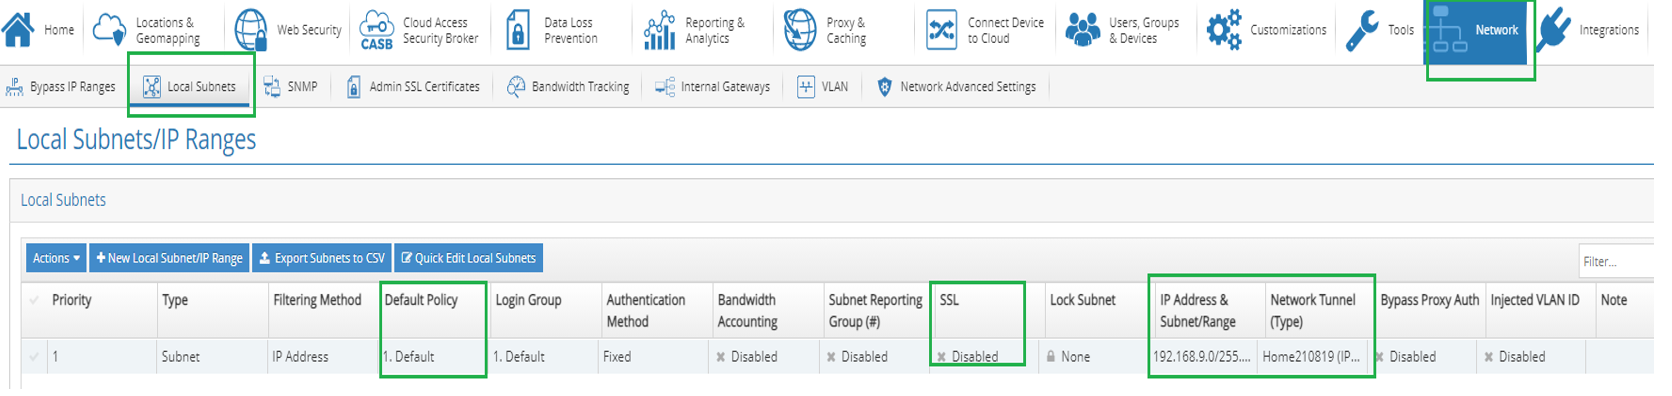 Home
Locations &
Geomapping
Web Security
CASB
Cloud Access
Security Broker
Data Loss
Prevention
Reporting &
Analytics
Proxy &
Caching
Connect Device
to Cloud
Users, Groups
& Devices
Customizations
Tools
Network
Integrations
IP
Bypass IP Ranges
Local Subnets
SNMP
Admin SSL Certificates
Bandwidth Tracking
Internal Gateways
VLAN
Network Advanced Settings
Local Subnets/IP Ranges
Local Subnets
Actions
New Local Subnet/IP Range
Export Subnets to CSV
Quick Edit Local Subnets
Filter...
Priority
Type
Filtering Method
Default Policy
Login Group
Authentication
Method
Bandwidth
Accounting
Subnet Reporting
Group (#)
SSL
Lock Subnet
IP Address &
Subnet/Range
Network Tunnel
(Type)
Bypass Proxy Auth
Injected VLAN ID
Note
1
Subnet
IP Address
1. Default
1. Default
Fixed
Disabled
Disabled
Disabled
None
192.168.9.0/255....
Home210819 (IP...
Disabled
Disabled